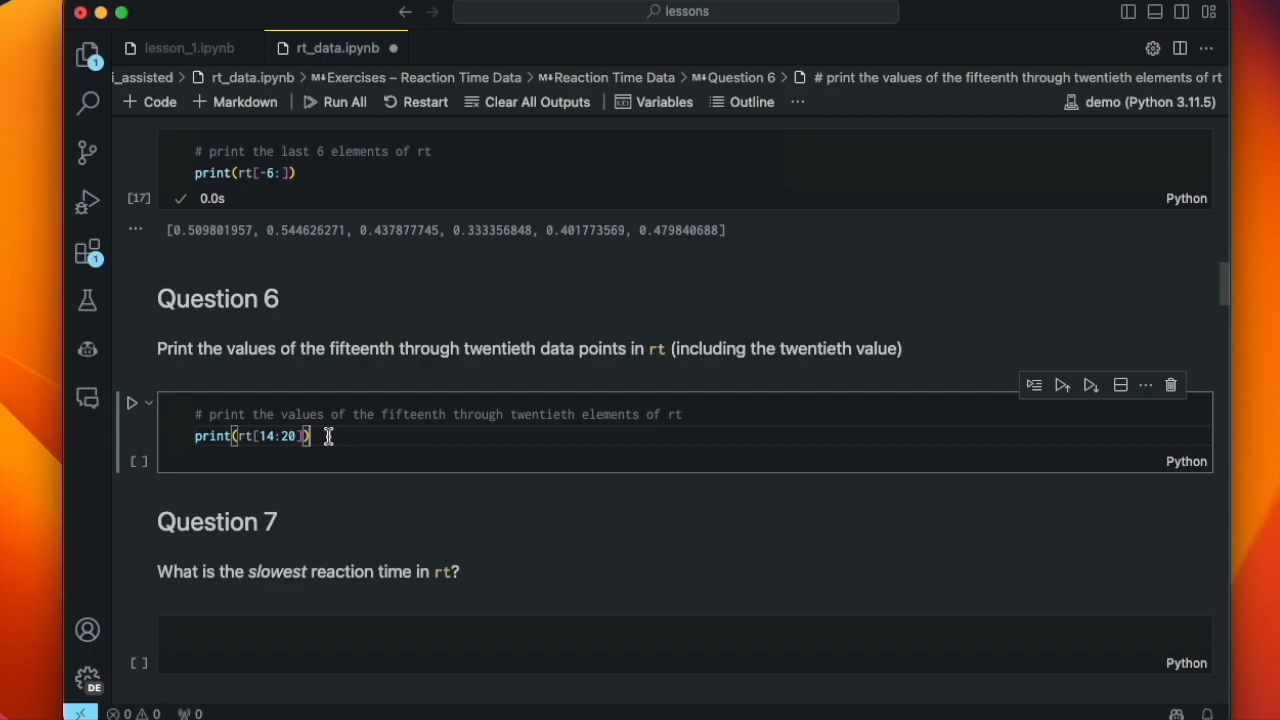 lessons
lesson_1.ipynb
rt_data.ipynb
i_assisted > rt_data.ipynb > M↓Exercises – Reaction Time Data > M↓Reaction Time Data > M↓Question 6 > # print the values of the fifteenth through twentieth elements of rt
+ Code + Markdown Run All Restart Clear All Outputs Variables Outline ... demo (Python 3.11.5)
# print the last 6 elements of rt
print(rt[-6:])
[17] ✓ 0.0s Python
... [0.509801957, 0.544626271, 0.437877745, 0.333356848, 0.401773569, 0.479840688]
Question 6
Print the values of the fifteenth through twentieth data points in rt (including the twentieth value)
# print the values of the fifteenth through twentieth elements of rt
print(rt[14:20])
[ ] Python
Question 7
What is the slowest reaction time in rt?
[ ] Python
1
1
DE
0 0 0